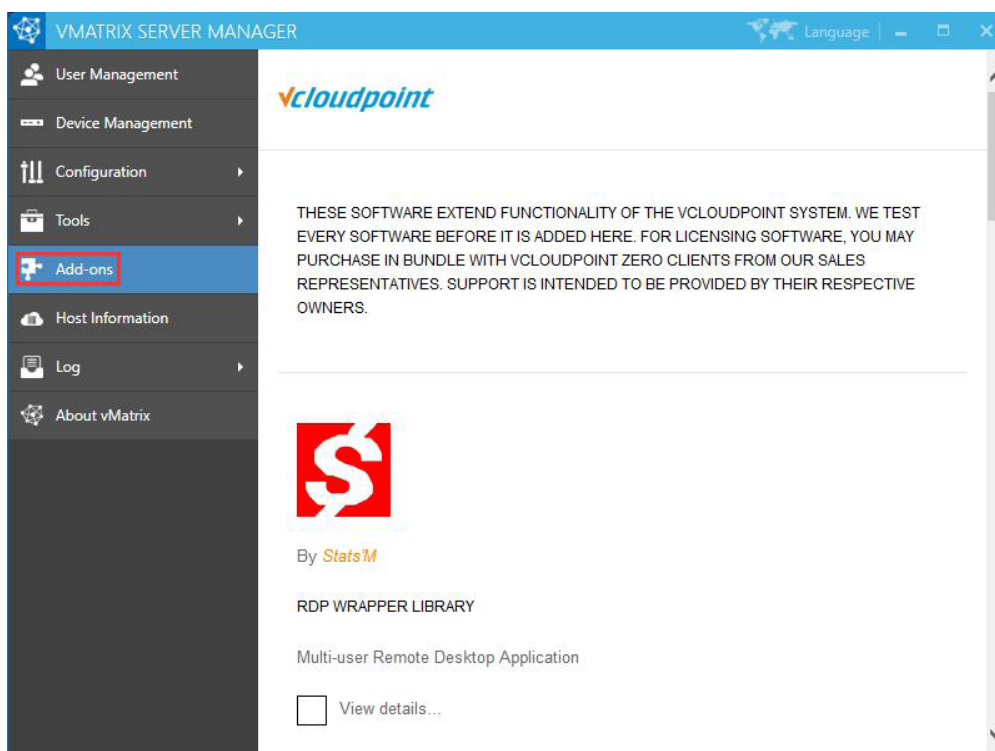 VMATRIX SERVER MANAGER
Language
User Management
Device Management
Configuration
Tools
Add-ons
Host Information
Log
About vMatrix
vcloudpoint
THESE SOFTWARE EXTEND FUNCTIONALITY OF THE VCLOUDPOINT SYSTEM. WE TEST
EVERY SOFTWARE BEFORE IT IS ADDED HERE. FOR LICENSING SOFTWARE, YOU MAY
PURCHASE IN BUNDLE WITH VCLOUDPOINT ZERO CLIENTS FROM OUR SALES
REPRESENTATIVES. SUPPORT IS INTENDED TO BE PROVIDED BY THEIR RESPECTIVE
OWNERS.
Ş
By Stats'M
RDP WRAPPER LIBRARY
Multi-user Remote Desktop Application
View details...